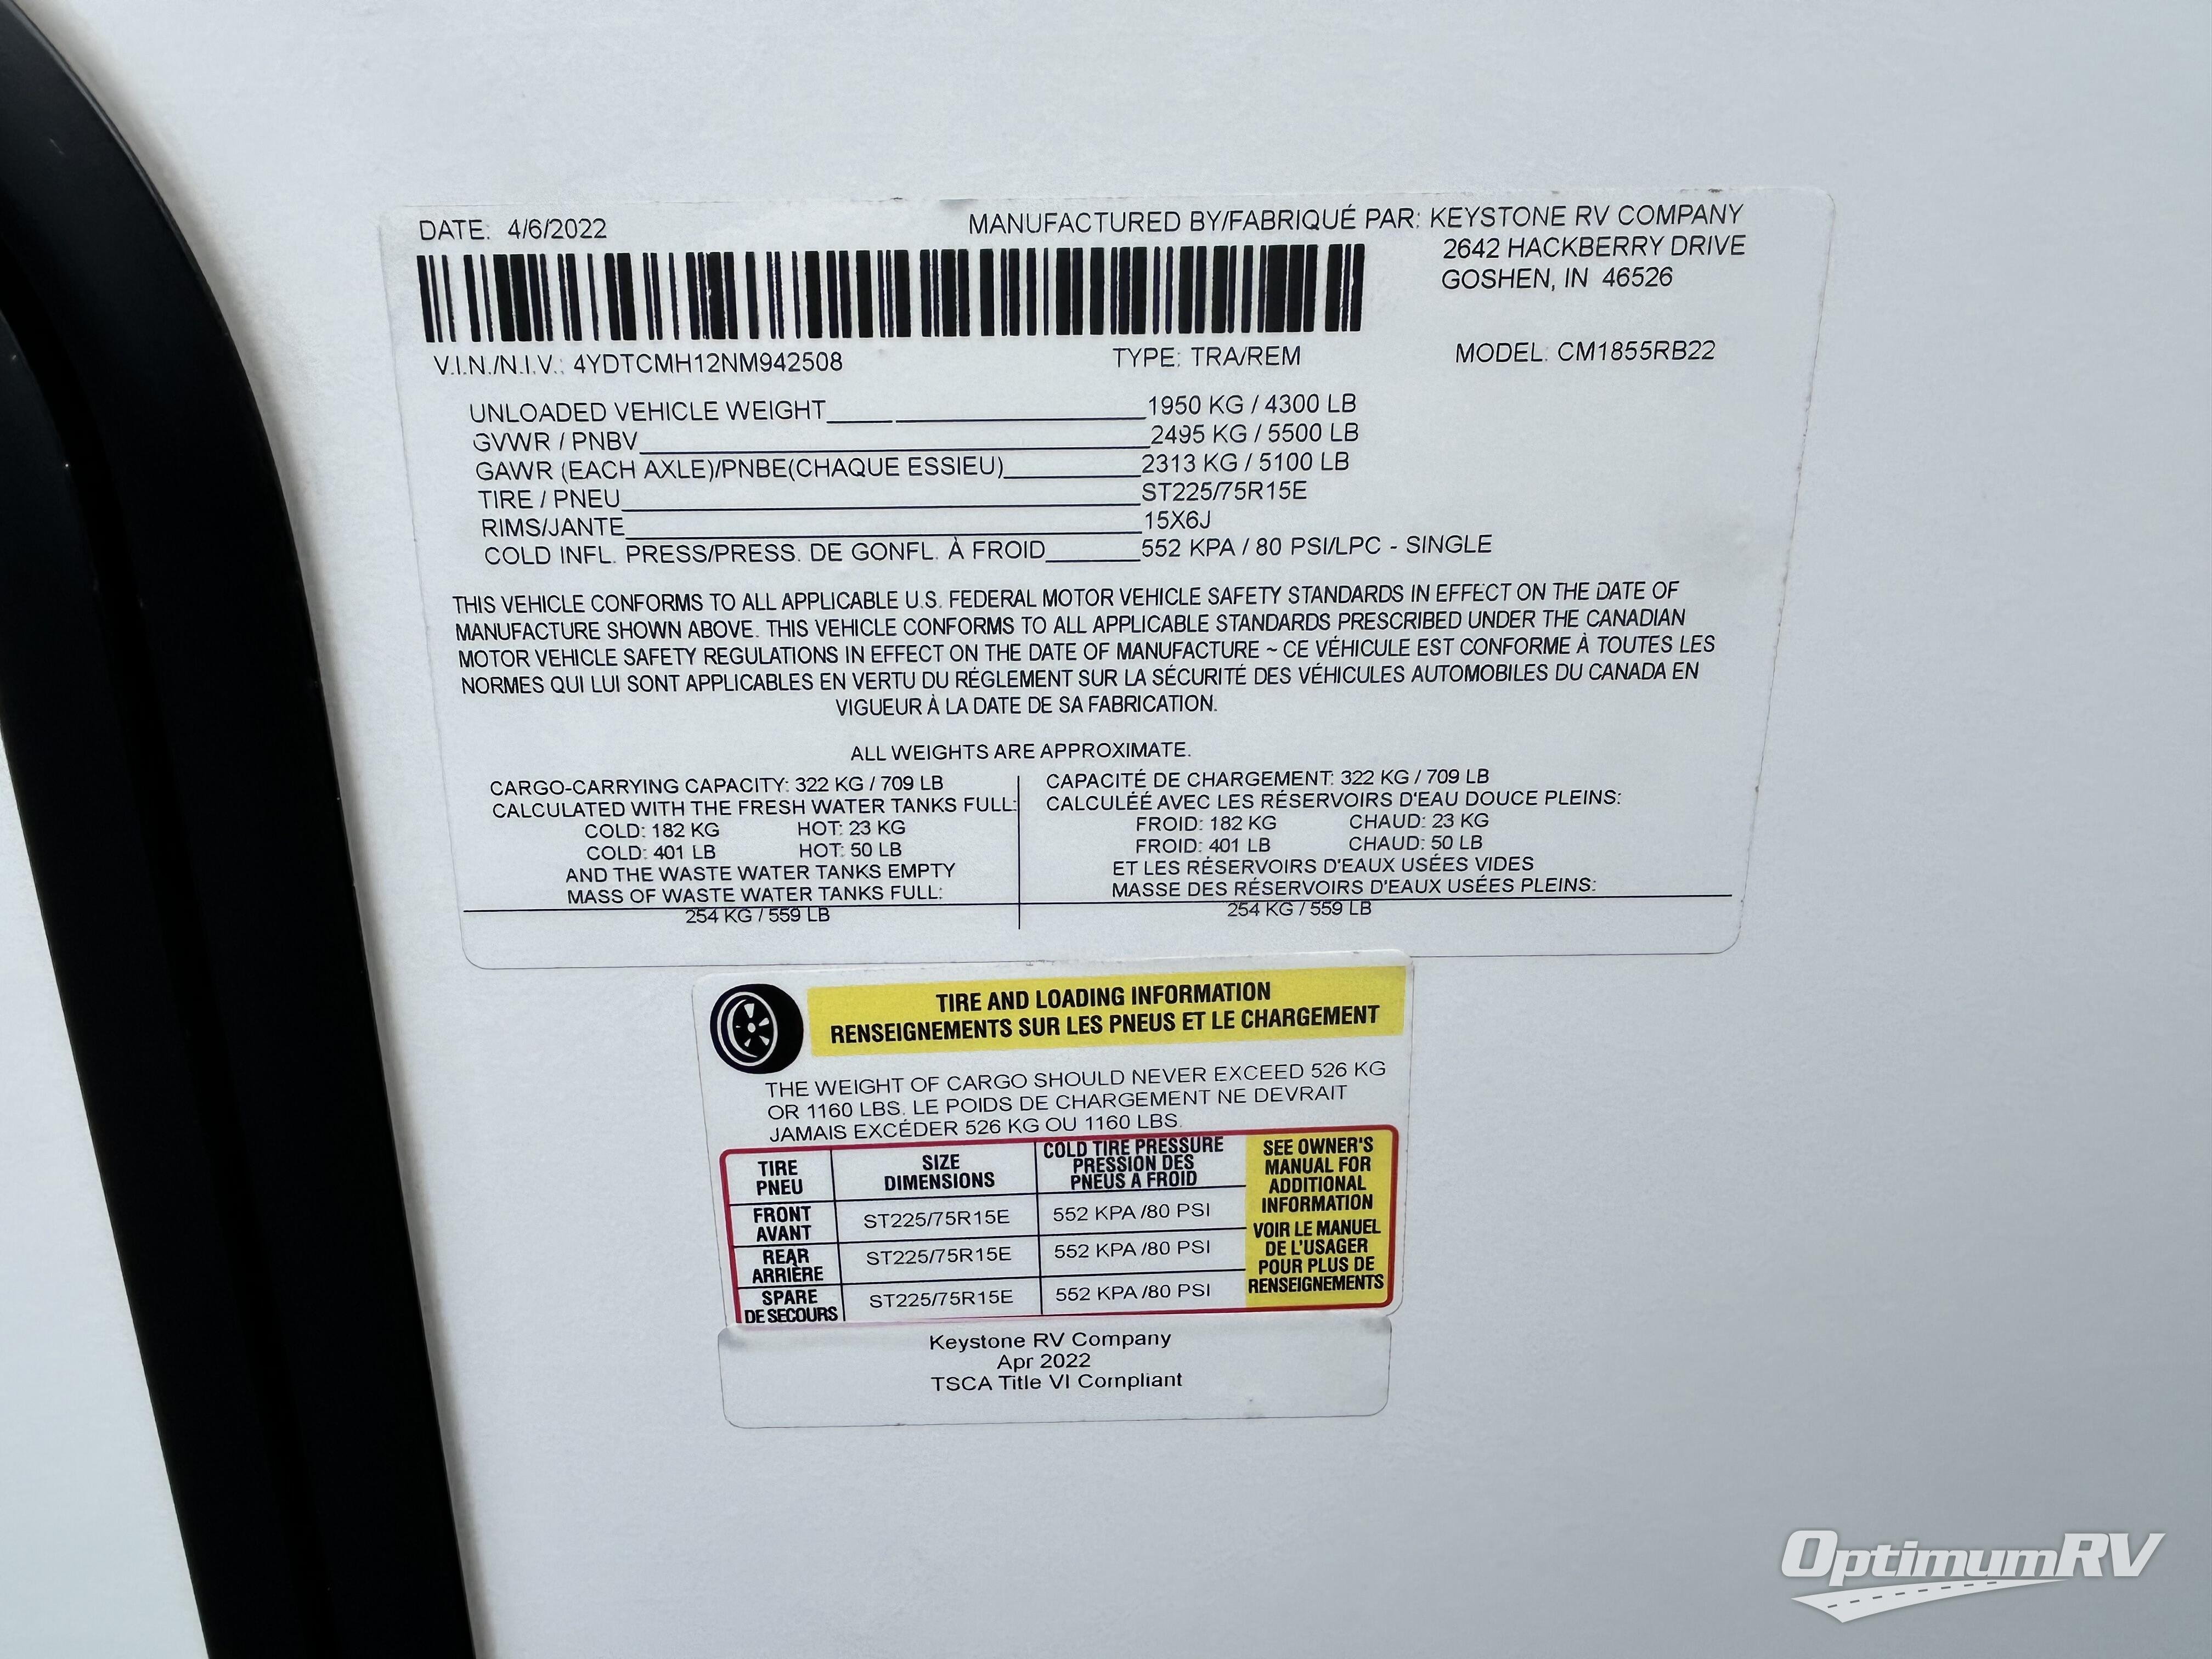 DATE: 4/6/2022
MANUFACTURED BY/FABRIQUÉ PAR: KEYSTONE RV COMPANY
2642 HACKBERRY DRIVE
GOSHEN, IN 46526
V.I.N./N.I.V.: 4YDTCMH12NM942508
TYPE: TRA/REM
MODEL: CM1855RB22
UNLOADED VEHICLE WEIGHT 1950 KG / 4300 LB
GVWR / PNBV 2495 KG / 5500 LB
GAWR (EACH AXLE)/PNBE(CHAQUE ESSIEU) 2313 KG / 5100 LB
TIRE / PNEU ST225/75R15E
RIMS/JANTE 15X6J
COLD INFL. PRESS/PRESS. DE GONFL. À FROID 552 KPA / 80 PSI/LPC - SINGLE
THIS VEHICLE CONFORMS TO ALL APPLICABLE U.S. FEDERAL MOTOR VEHICLE SAFETY STANDARDS IN EFFECT ON THE DATE OF
MANUFACTURE SHOWN ABOVE. THIS VEHICLE CONFORMS TO ALL APPLICABLE STANDARDS PRESCRIBED UNDER THE CANADIAN
MOTOR VEHICLE SAFETY REGULATIONS IN EFFECT ON THE DATE OF MANUFACTURE ~ CE VÉHICULE EST CONFORME À TOUTES LES
NORMES QUI LUI SONT APPLICABLES EN VERTU DU RÉGLEMENT SUR LA SÉCURITÉ DES VÉHICULES AUTOMOBILES DU CANADA EN
VIGUEUR À LA DATE DE SA FABRICATION.
ALL WEIGHTS ARE APPROXIMATE.
CARGO-CARRYING CAPACITY: 322 KG / 709 LB
CALCULATED WITH THE FRESH WATER TANKS FULL:
COLD: 182 KG HOT: 23 KG
COLD: 401 LB HOT: 50 LB
AND THE WASTE WATER TANKS EMPTY
MASS OF WASTE WATER TANKS FULL:
254 KG / 559 LB
CAPACITÉ DE CHARGEMENT: 322 KG / 709 LB
CALCULÉÉ AVEC LES RÉSERVOIRS D'EAU DOUCE PLEINS:
FROID: 182 KG CHAUD: 23 KG
FROID: 401 LB CHAUD: 50 LB
ET LES RÉSERVOIRS D'EAUX USÉES VIDES
MASSE DES RÉSERVOIRS D'EAUX USÉES PLEINS:
254 KG / 559 LB
TIRE AND LOADING INFORMATION
RENSEIGNEMENTS SUR LES PNEUS ET LE CHARGEMENT
THE WEIGHT OF CARGO SHOULD NEVER EXCEED 526 KG
OR 1160 LBS. LE POIDS DE CHARGEMENT NE DEVRAIT
JAMAIS EXCÉDER 526 KG OU 1160 LBS.
TIRE
PNEU
SIZE
DIMENSIONS
COLD TIRE PRESSURE
PRESSION DES
PNEUS A FROID
FRONT
AVANT
ST225/75R15E
552 KPA /80 PSI
REAR
ARRIÈRE
ST225/75R15E
552 KPA /80 PSI
SPARE
DE SECOURS
ST225/75R15E
552 KPA /80 PSI
SEE OWNER'S
MANUAL FOR
ADDITIONAL
INFORMATION
VOIR LE MANUEL
DE L'USAGER
POUR PLUS DE
RENSEIGNEMENTS
Keystone RV Company
Apr 2022
TSCA Title VI Compliant
OptimumRV